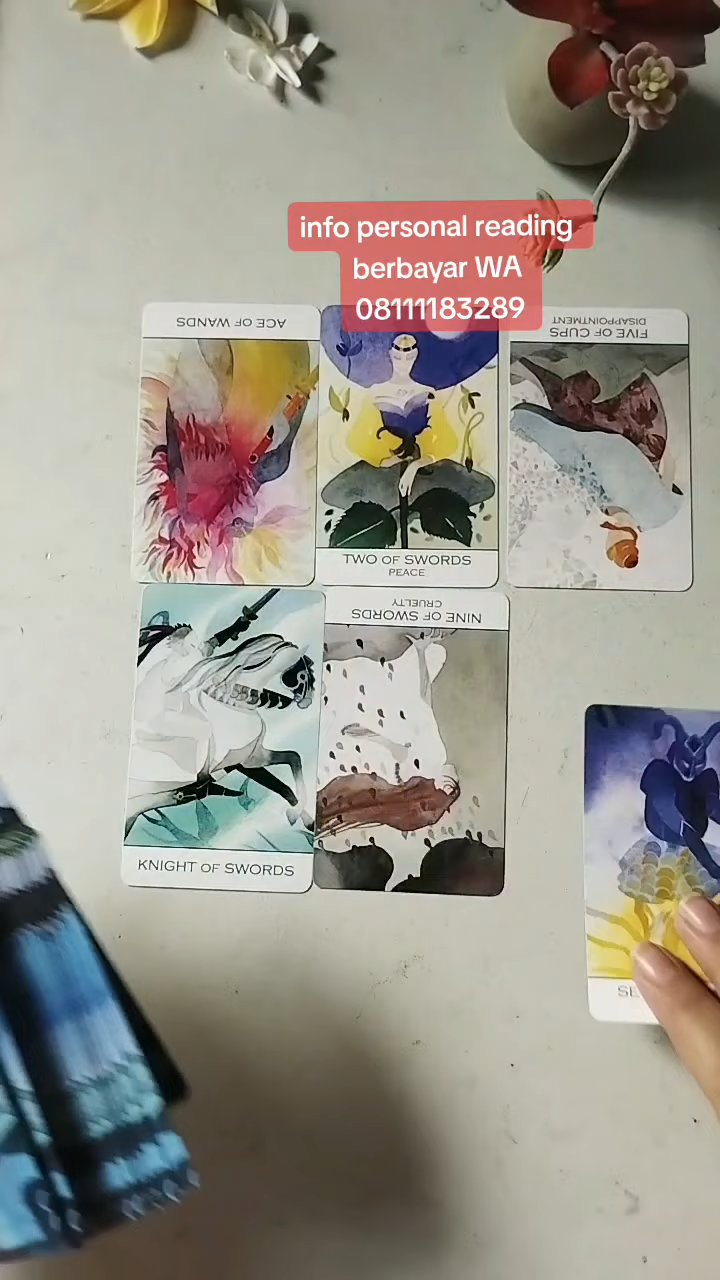 info personal reading
berbayar WA
08111183289
ACE OF WANDS
FIVE OF CUPS
DISAPPOINTMENT
TWO OF SWORDS
PEACE
NINE OF SWORDS
CRUELTY
KNIGHT OF SWORDS